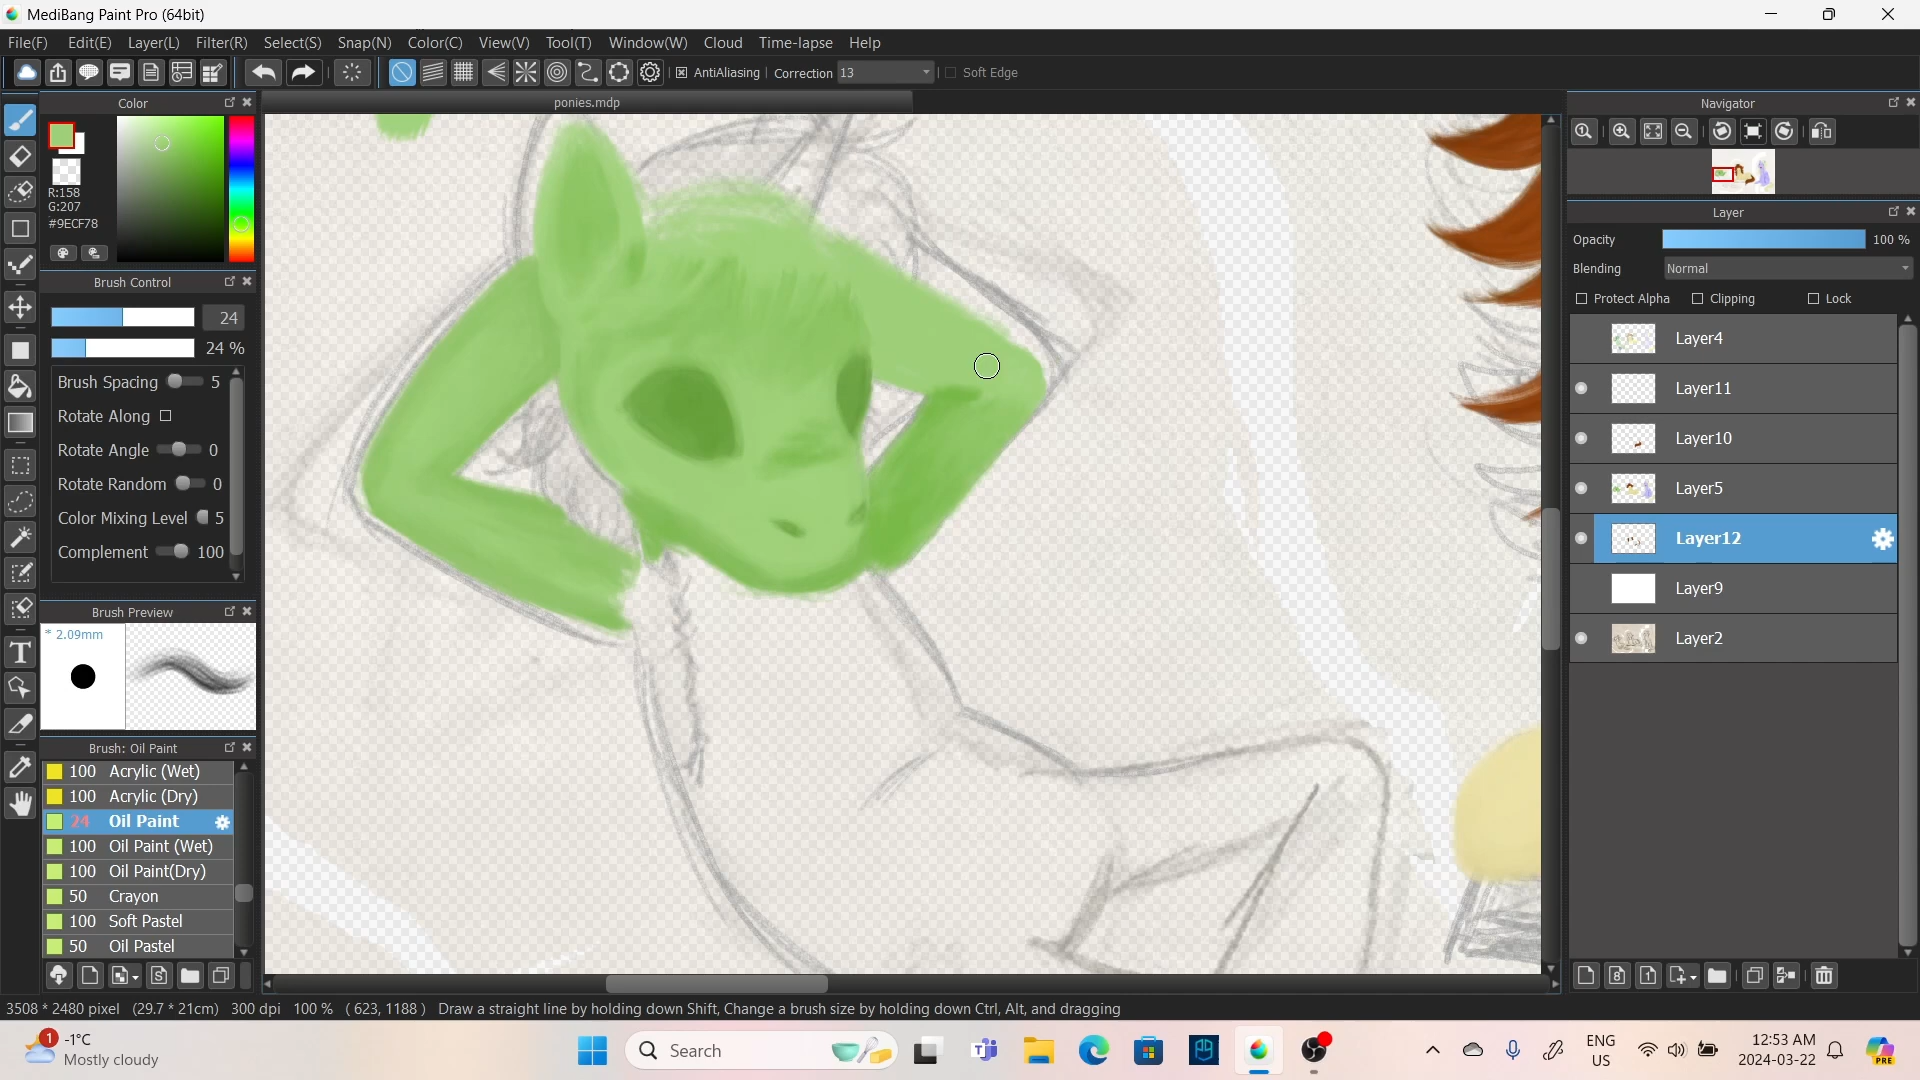 MediBang Paint Pro (64bit)
File(F) Edit(E) Layer(L) Filter(R) Select(S) Snap(N) Color(C) View(V) Tool(T) Window(W) Cloud Time-lapse Help
AntiAliasing Correction 13 Soft Edge
Color
ponies.mdp
Navigator
R:158
G:207
#9ECF78
Layer
Opacity 100 %
Blending Normal
Protect Alpha Clipping Lock
Brush Control
24
24 %
Brush Spacing 5
Rotate Along
Rotate Angle 0
Rotate Random 0
Color Mixing Level 5
Complement 100
Layer4
Layer11
Layer10
Layer5
Layer12
Layer9
Layer2
Brush Preview
* 2.09mm
Brush: Oil Paint
100 Acrylic (Wet)
100 Acrylic (Dry)
24 Oil Paint
100 Oil Paint (Wet)
100 Oil Paint(Dry)
50 Crayon
100 Soft Pastel
50 Oil Pastel
3508 * 2480 pixel (29.7 * 21cm) 300 dpi 100 % ( 623, 1188 ) Draw a straight line by holding down Shift, Change a brush size by holding down Ctrl, Alt, and dragging
1
-1°C
Mostly cloudy
Search
ENG
US
12:53 AM
2024-03-22
PRE